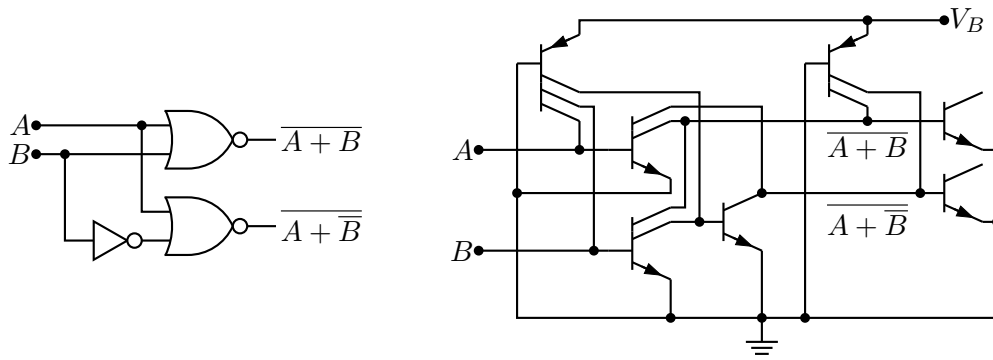 A
B
$\overline{A + B}$
$\overline{A + \overline{B}}$
$V_B$
A
$\overline{A + B}$
$\overline{A + \overline{B}}$
B